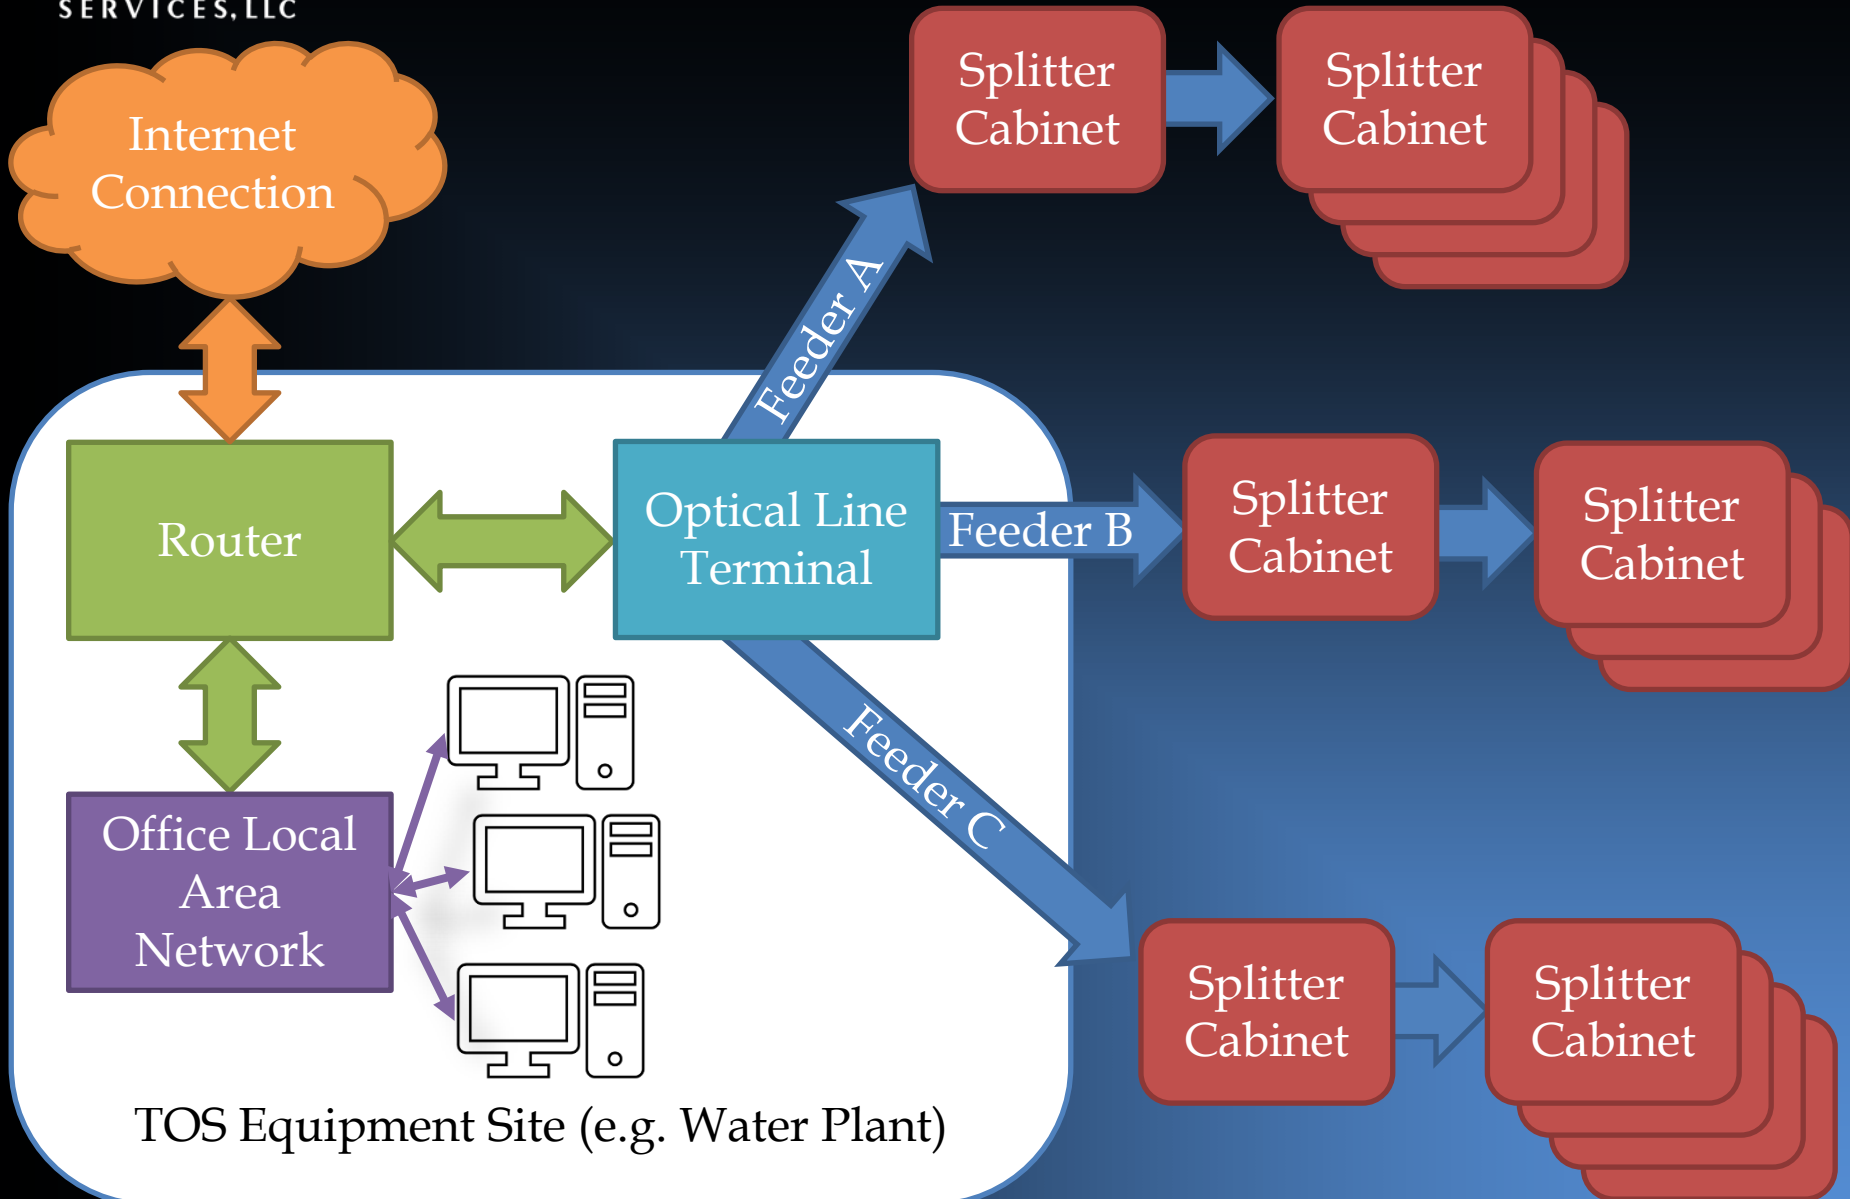 SERVICES, LLC
Internet
Connection
Splitter
Cabinet
Splitter
Cabinet
Feeder A
Router
Optical Line
Terminal
Feeder B
Splitter
Cabinet
Splitter
Cabinet
Feeder C
Office Local
Area
Network
Splitter
Cabinet
Splitter
Cabinet
TOS Equipment Site (e.g. Water Plant)